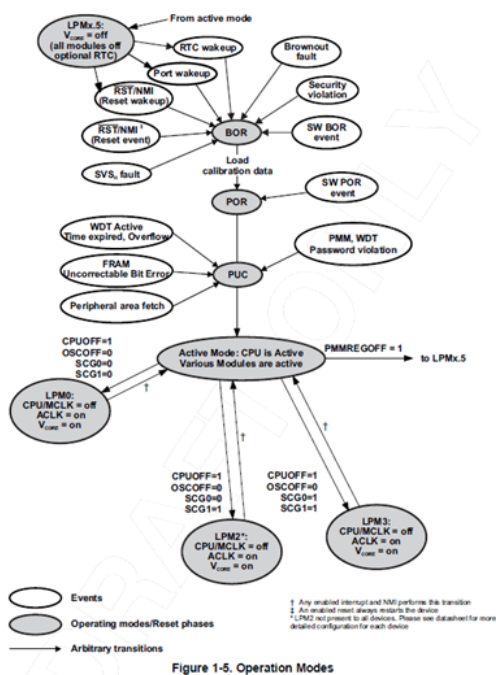 From active mode
LPMx.5:
VCORE = off
(all modules off
optional RTC)
RTC wakeup
Brownout
fault
Port wakeup
Security
violation
RST/NMI
(Reset wakeup)
RST/NMI ‡
(Reset event)
BOR
SW BOR
event
SVSH fault
Load
calibration data
SW POR
event
POR
WDT Active
Time expired, Overflow
PMM, WDT
Password violation
FRAM
Uncorrectable Bit Error
PUC
Peripheral area fetch
CPUOFF=1
OSCOFF=0
SCG0=0
SCG1=0
Active Mode: CPU is Active
Various Modules are active
PMMREGOFF = 1
to LPMx.5
†
LPM0:
CPU/MCLK = off
ACLK = on
VCORE = on
†
†
CPUOFF=1
OSCOFF=0
SCG0=0
SCG1=1
CPUOFF=1
OSCOFF=0
SCG0=1
SCG1=1
LPM2*:
CPU/MCLK = off
ACLK = on
VCORE = on
LPM3:
CPU/MCLK = off
ACLK = on
VCORE = on
Events
Operating modes/Reset phases
Arbitrary transitions
† Any enabled interrupt and NMI performs this transition
‡ An enabled reset always restarts the device
* LPM2 not present to all devices. Please see datasheet for more
detailed configuration for each device
Figure 1-5. Operation Modes
DRAFT ONLY